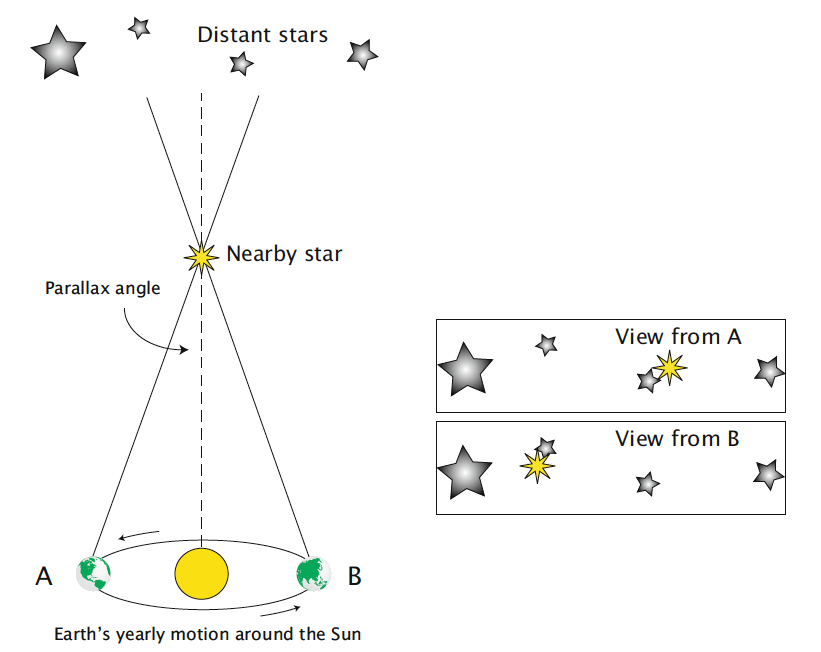 Distant stars
Nearby star
Parallax angle
View from A
View from B
A
B
Earth’s yearly motion around the Sun